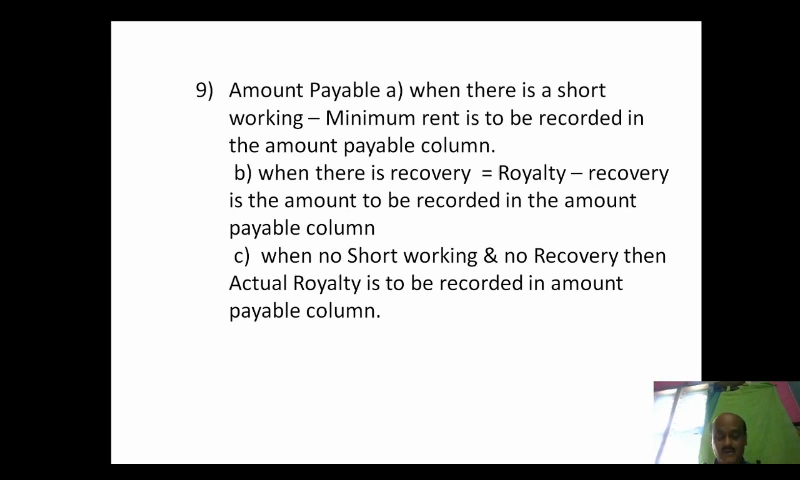 9) Amount Payable a) when there is a short
working – Minimum rent is to be recorded in
the amount payable column.
b) when there is recovery = Royalty – recovery
is the amount to be recorded in the amount
payable column
c) when no Short working & no Recovery then
Actual Royalty is to be recorded in amount
payable column.